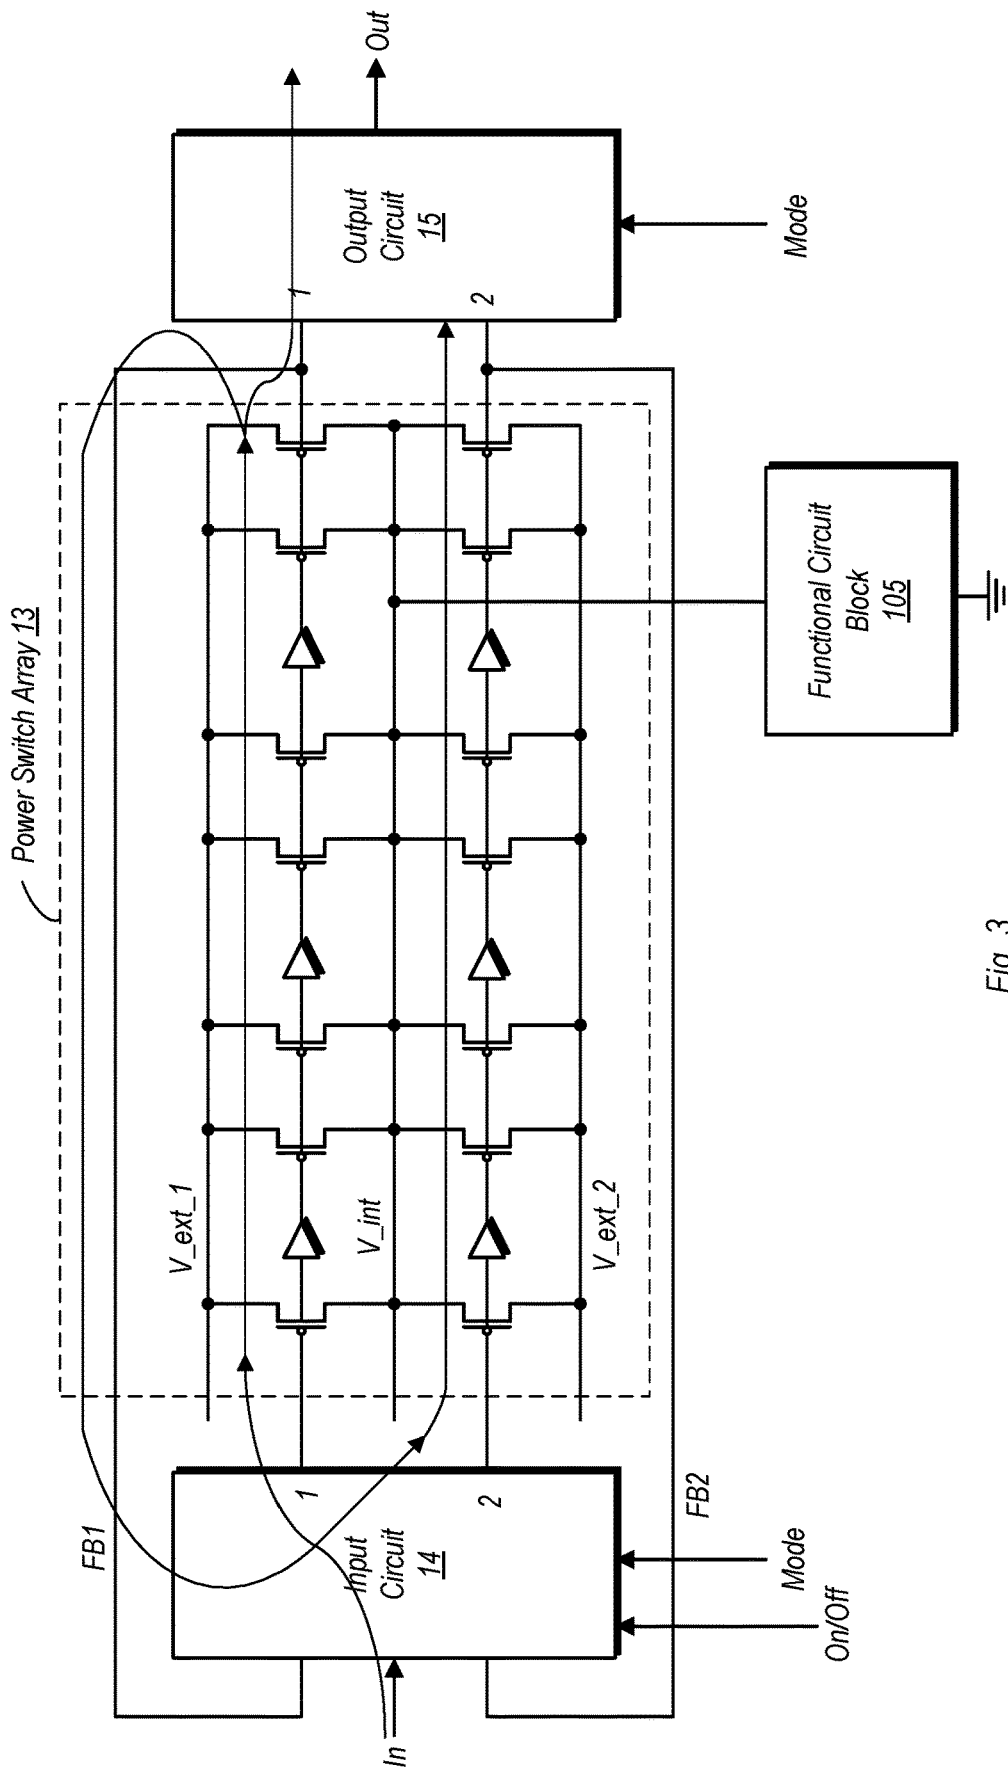 Power Switch Array 13
FB1
V_ext_1
V_int
V_ext_2
FB2
In
Input
Circuit
14
1
2
On/Off
Mode
Output
Circuit
15
1
2
Out
Mode
Functional Circuit
Block
105
Fig. 3